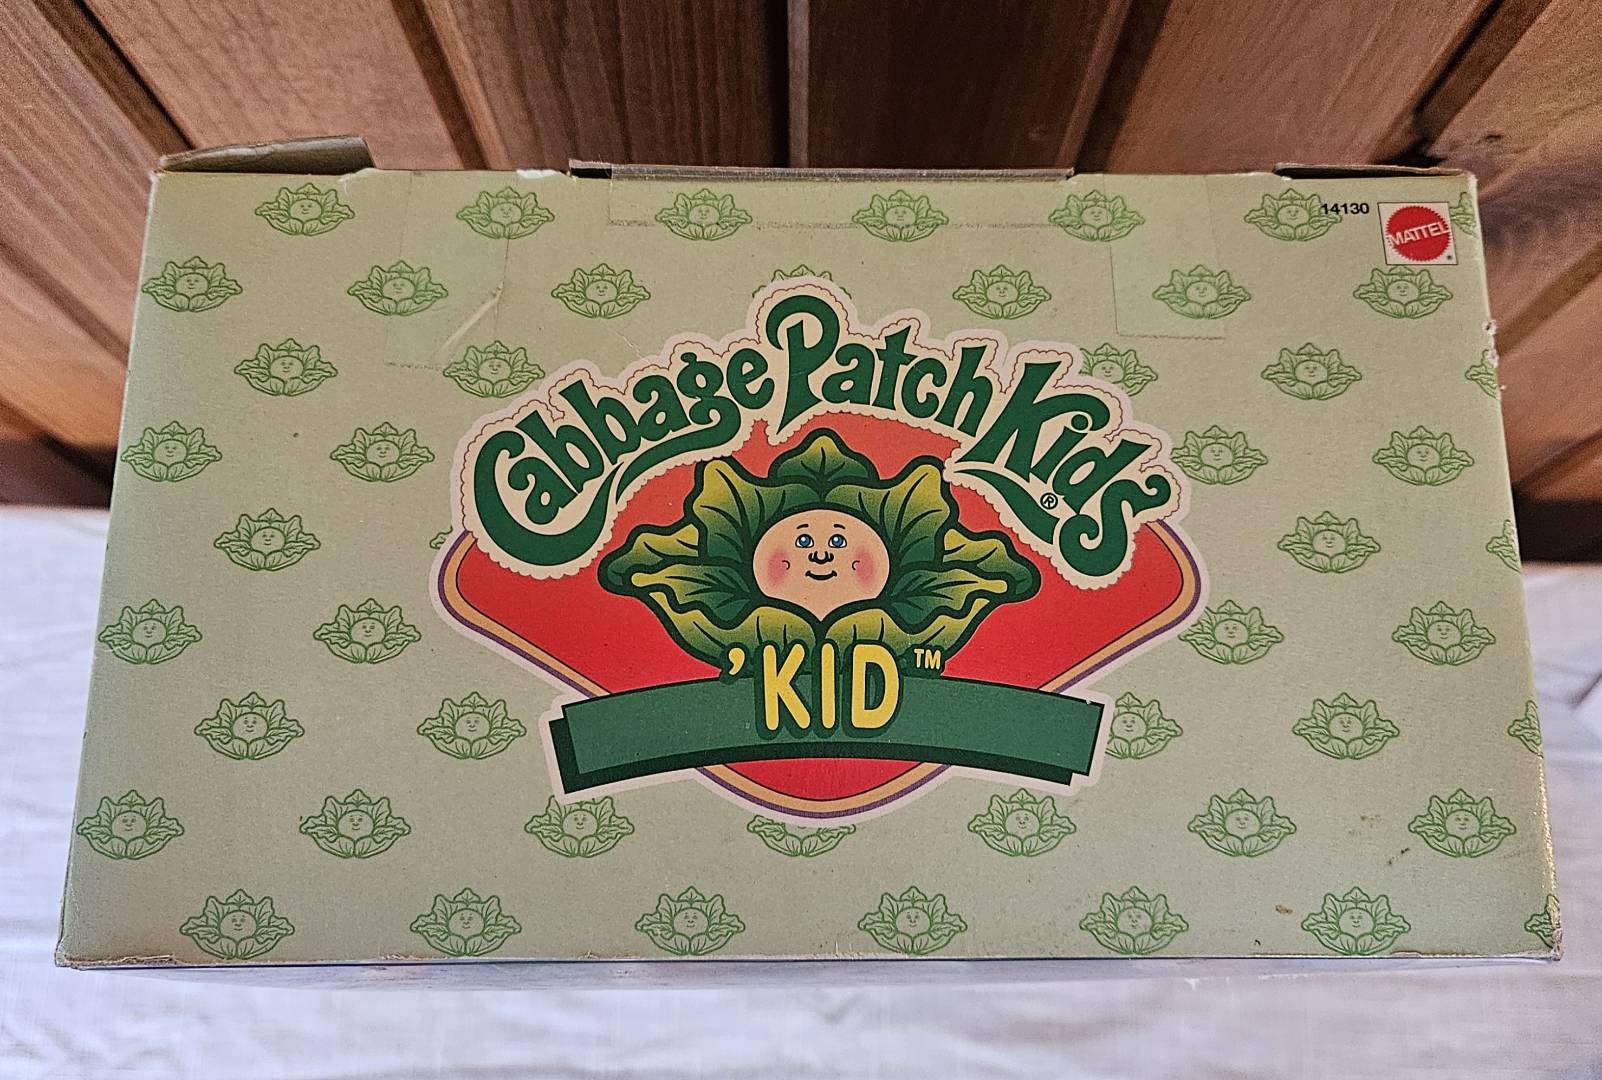 14130
MATTEL
Cabbage Patch Kids®
'KID™